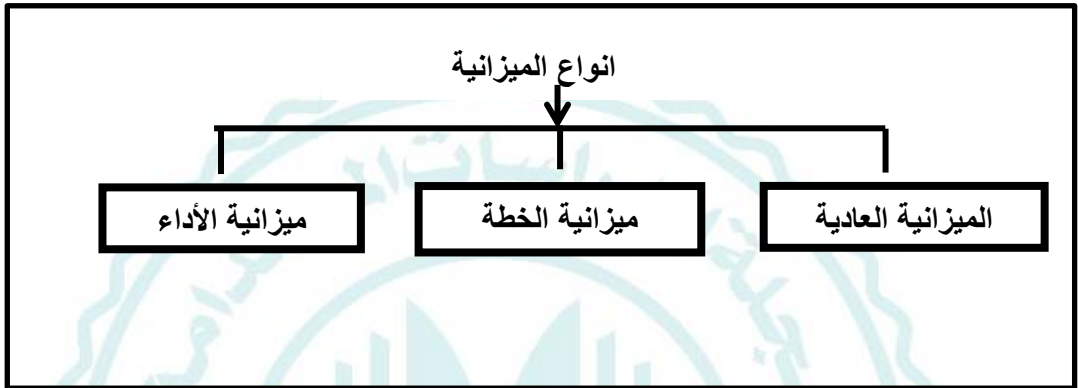 انواع الميزانية
الميزانية العادية
ميزانية الخطة
ميزانية الأداء